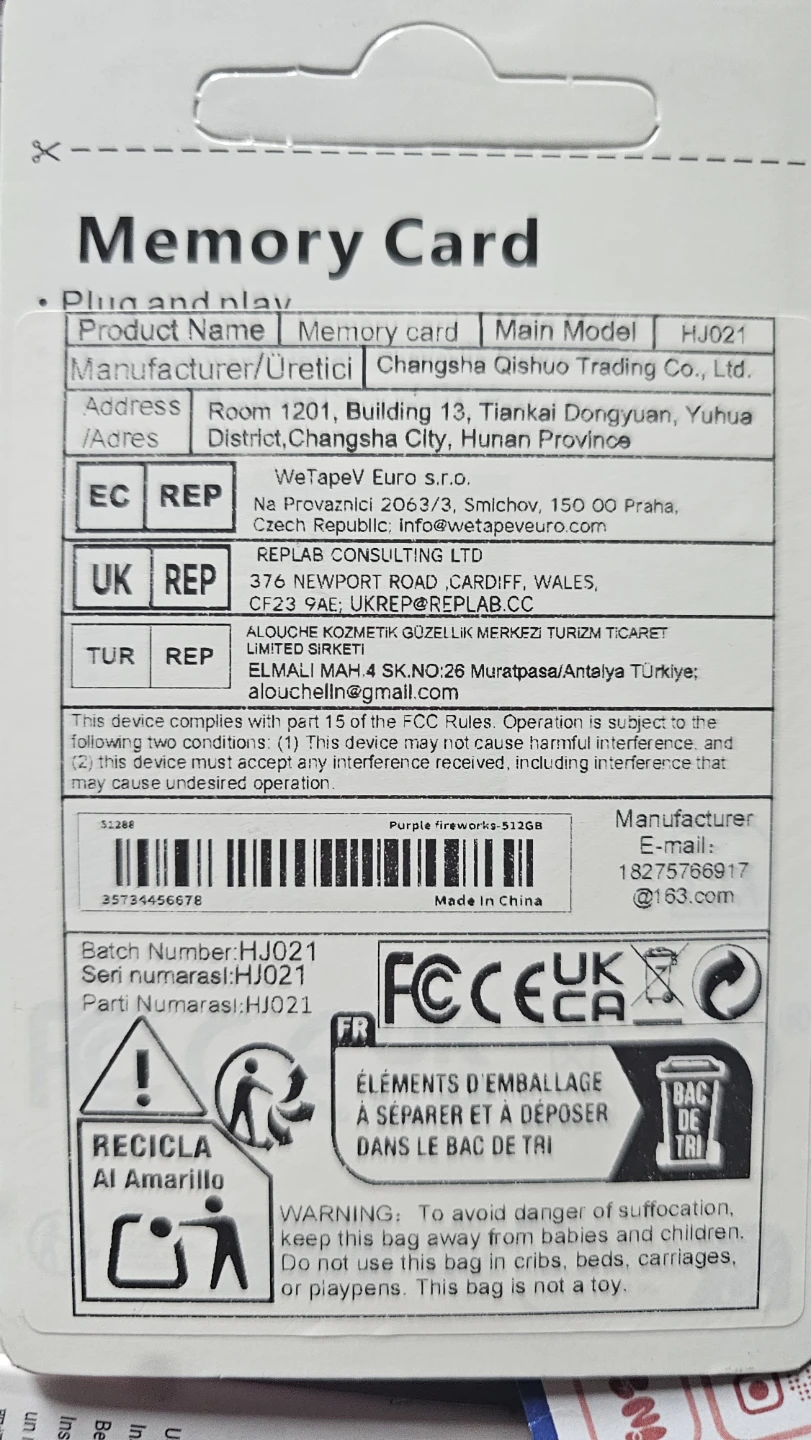 Memory Card
• Plug and play
Product Name Memory card Main Model HJ021
Manufacturer/Üretici Changsha Qishuo Trading Co., Ltd.
Address
/Adres
Room 1201, Building 13, Tiankai Dongyuan, Yuhua
District,Changsha City, Hunan Province
EC REP
WeTapeV Euro s.r.o.
Na Provaznici 2063/3, Smichov, 150 00 Praha,
Czech Republic; info@wetapeveuro.com
UK REP
REPLAB CONSULTING LTD
376 NEWPORT ROAD ,CARDIFF, WALES,
CF23 9AE; UKREP@REPLAB.CC
TUR REP
ALOUCHE KOZMETiK GÜZELLiK MERKEZi TURiZM TiCARET
LiMiTED SiRKETI
ELMALI MAH.4 SK.NO:26 Muratpasa/Antalya TÜrkiye;
alouchelln@gmail.com
This device complies with part 15 of the FCC Rules. Operation is subject to the
following two conditions: (1) This device may not cause harmful interference, and
(2) this device must accept any interference received, including interference that
may cause undesired operation.
51288 Purple fireworks-512GB
35734456678 Made In China
Manufacturer
E-mail:
18275766917
@163.com
Batch Number:HJ021
Seri numarasI:HJ021
Parti NumarasI:HJ021
FC CE UK
CA
FR
ÉLÉMENTS D'EMBALLAGE
À SÉPARER ET À DÉPOSER
DANS LE BAC DE TRI
BAC
DE
TRI
!
RECICLA
Al Amarillo
WARNING: To avoid danger of suffocation,
keep this bag away from babies and children.
Do not use this bag in cribs, beds, carriages,
or playpens. This bag is not a toy.